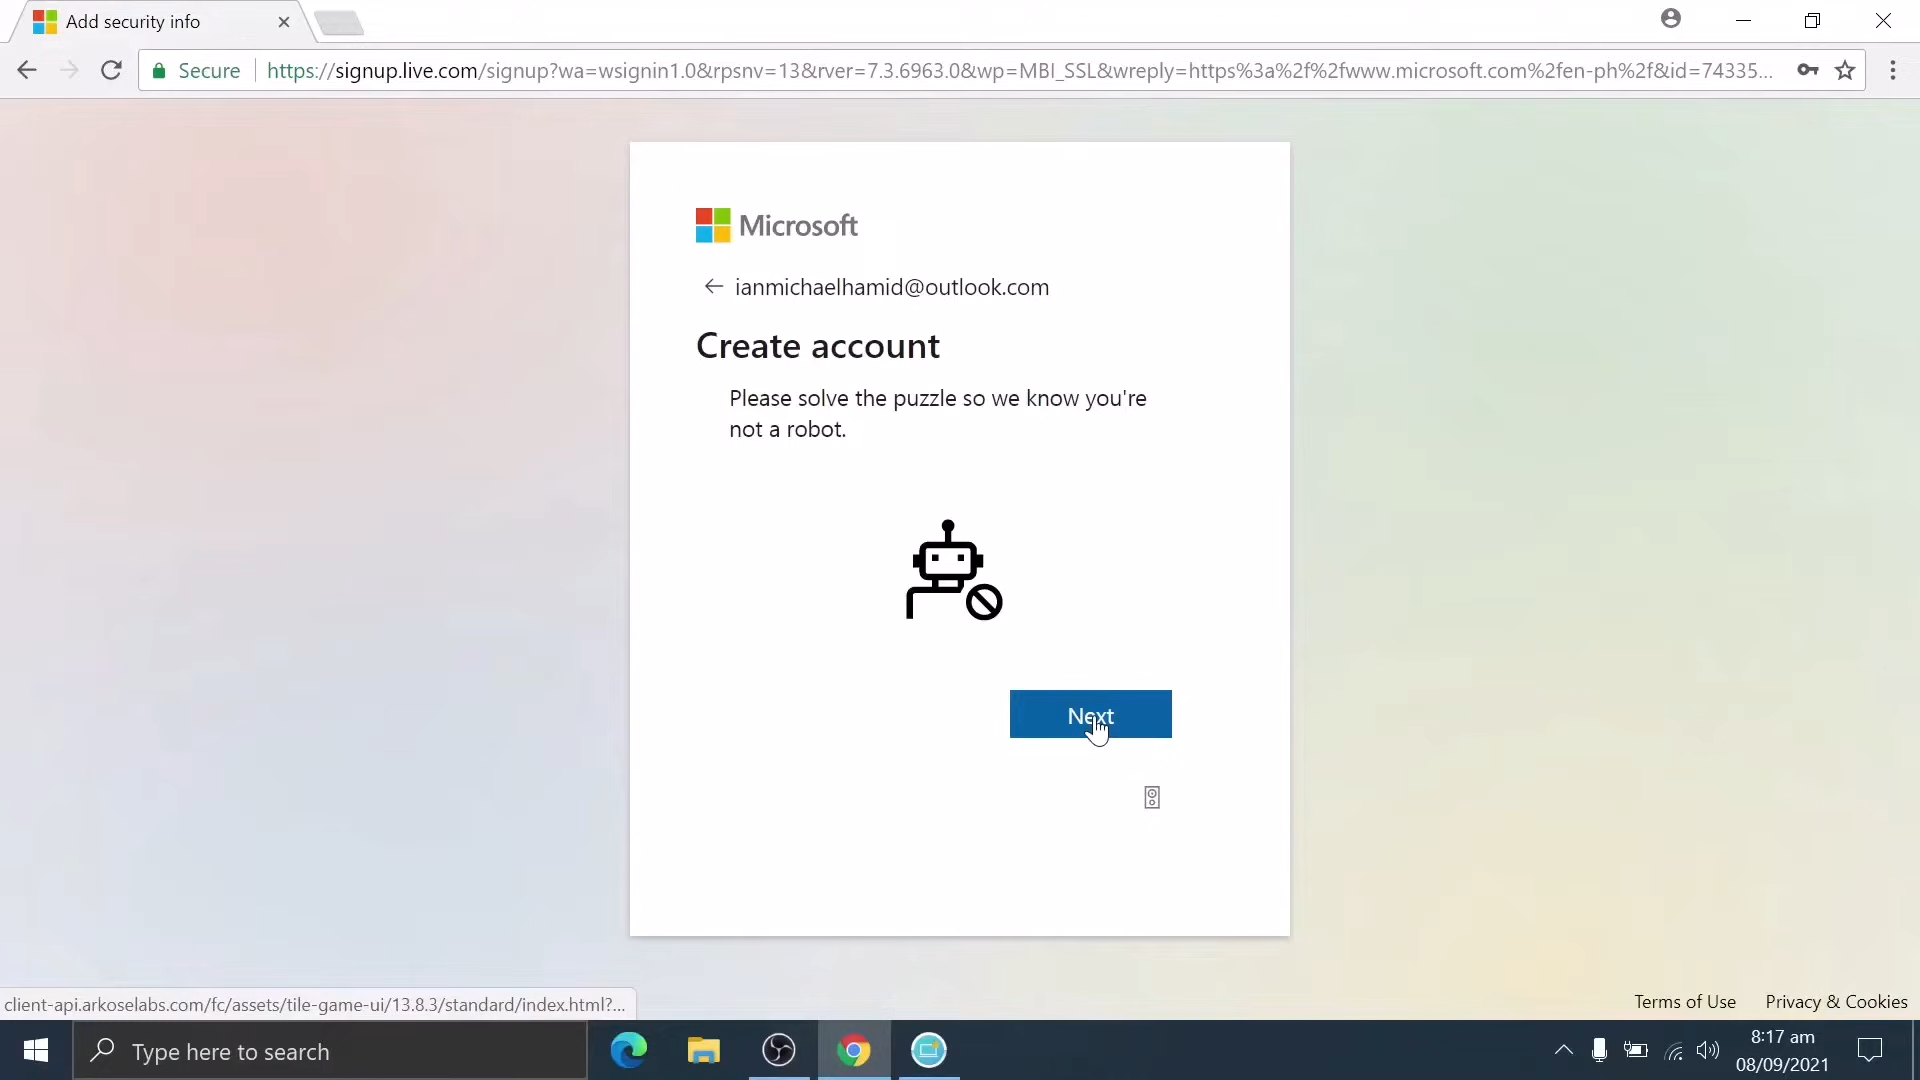 Add security info
Secure
https://signup.live.com/signup?wa=wsignin1.0&rpsnv=13&rver=7.3.6963.0&wp=MBI_SSL&wreply=https%3a%2f%2fwww.microsoft.com%2fen-ph%2f&id=74335...
Microsoft
ianmichaelhamid@outlook.com
Create account
Please solve the puzzle so we know you're
not a robot.
Next
client-api.arkoselabs.com/fc/assets/tile-game-ui/13.8.3/standard/index.html?...
Terms of Use
Privacy & Cookies
Type here to search
8:17 am
08/09/2021